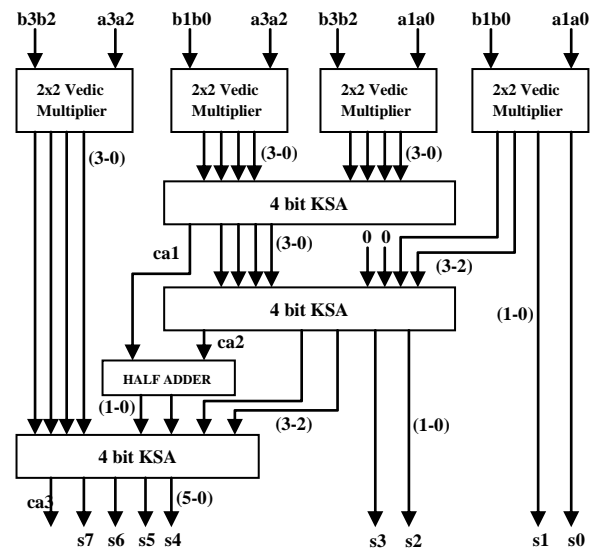 b3b2 a3a2 b1b0 a3a2 b3b2 a1a0 b1b0 a1a0
2x2 Vedic Multiplier
2x2 Vedic Multiplier
2x2 Vedic Multiplier
2x2 Vedic Multiplier
(3-0)
(3-0)
(3-0)
4 bit KSA
ca1
(3-0)
0 0
(3-2)
4 bit KSA
(1-0)
ca2
HALF ADDER
(1-0)
(3-2)
(1-0)
4 bit KSA
ca3
(5-0)
s7 s6 s5 s4 s3 s2 s1 s0